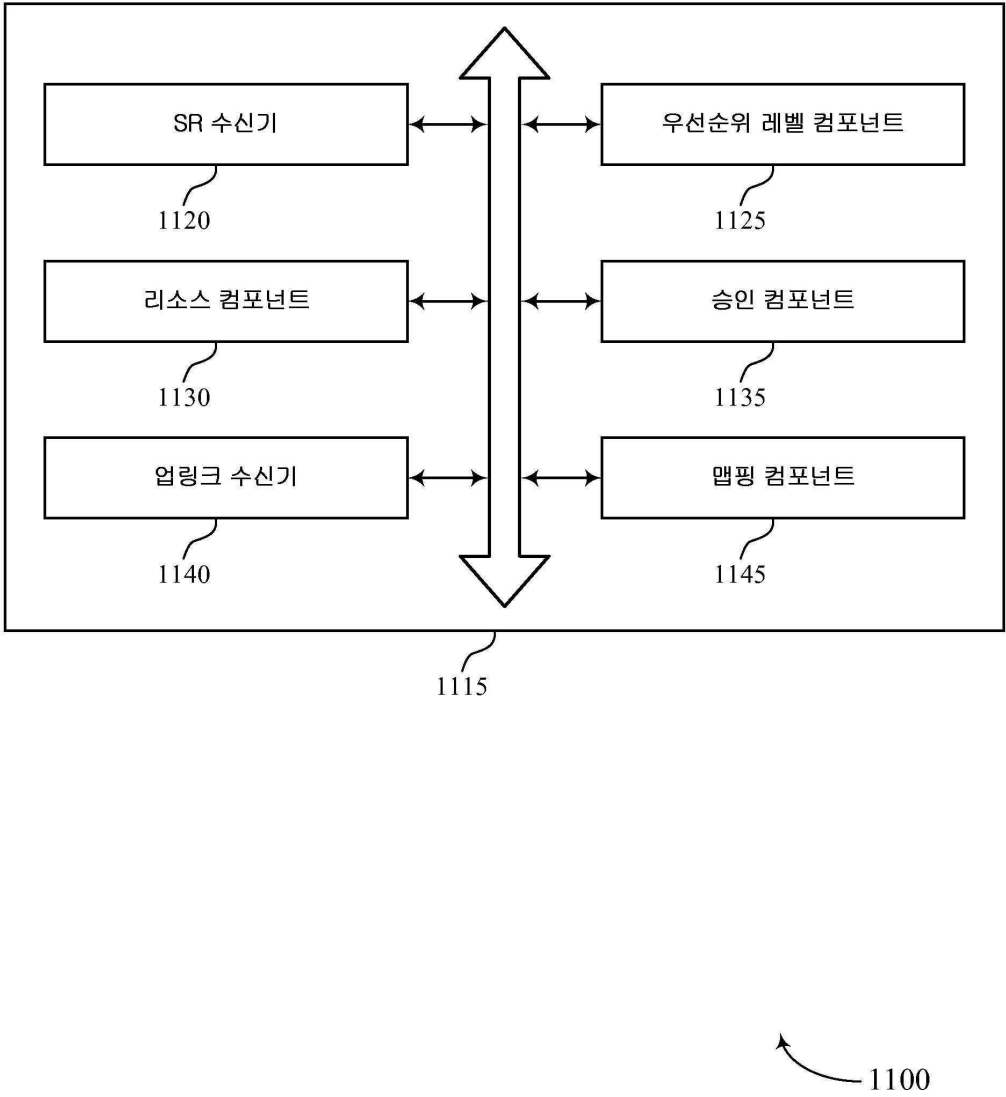 SR 수신기
우선순위 레벨 컴포넌트
1120
1125
리소스 컴포넌트
승인 컴포넌트
1130
1135
업링크 수신기
맵핑 컴포넌트
1140
1145
1115
1100